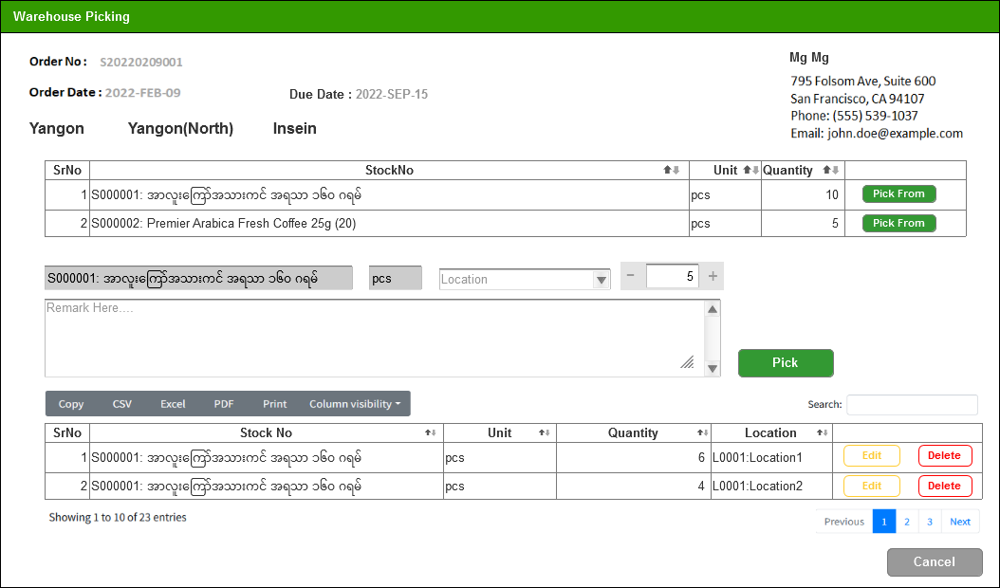 Warehouse Picking
Order No : S20220209001
Mg Mg
795 Folsom Ave, Suite 600
San Francisco, CA 94107
Phone: (555) 539-1037
Email: john.doe@example.com
Order Date : 2022-FEB-09
Due Date : 2022-SEP-15
Yangon Yangon(North) Insein
SrNo StockNo Unit Quantity
1 S000001: အာလူးကြော်အသားကင် အရသာ ၁၆၀ ဂရမ် pcs 10 Pick From
2 S000002: Premier Arabica Fresh Coffee 25g (20) pcs 5 Pick From
S000001: အာလူးကြော်အသားကင် အရသာ ၁၆၀ ဂရမ် pcs Location − 5 +
Remark Here....
Pick
Copy CSV Excel PDF Print Column visibility Search:
SrNo Stock No Unit Quantity Location
1 S000001: အာလူးကြော်အသားကင် အရသာ ၁၆၀ ဂရမ် pcs 6 L0001:Location1 Edit Delete
2 S000001: အာလူးကြော်အသားကင် အရသာ ၁၆၀ ဂရမ် pcs 4 L0001:Location2 Edit Delete
Showing 1 to 10 of 23 entries
Previous 1 2 3 Next
Cancel